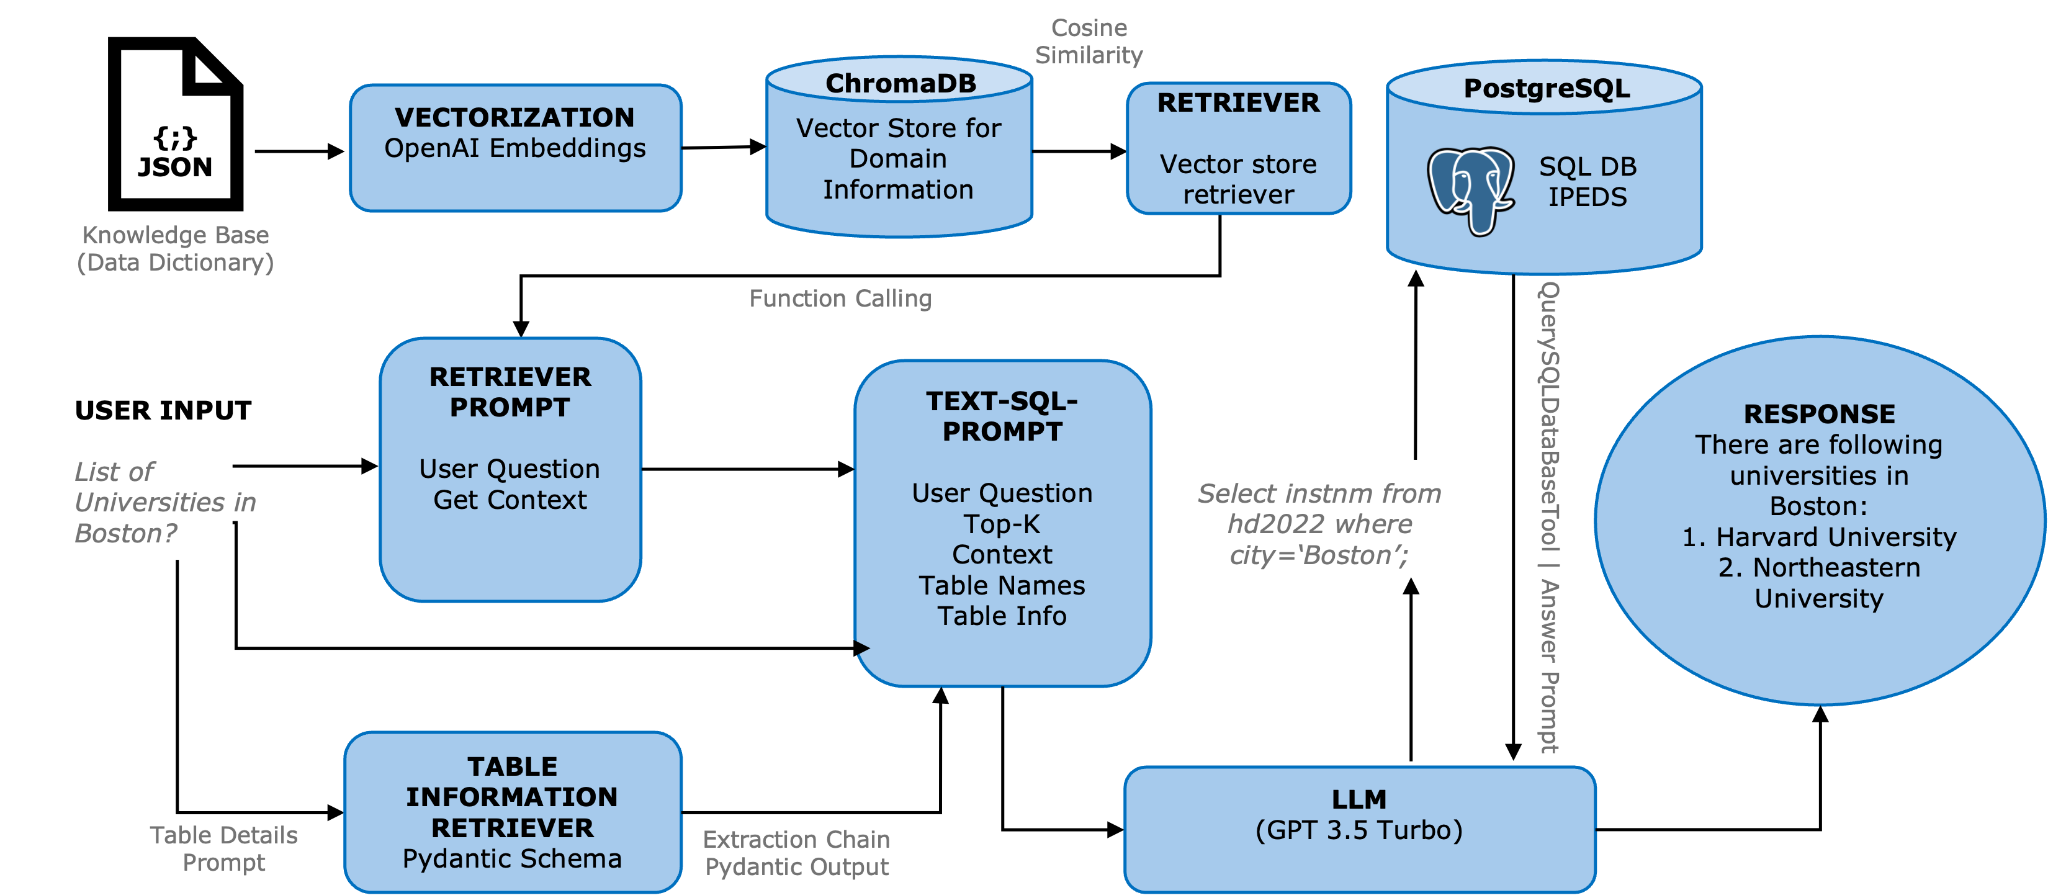 {;}
JSON
Knowledge Base
(Data Dictionary)
VECTORIZATION
OpenAI Embeddings
ChromaDB
Vector Store for
Domain
Information
Cosine
Similarity
RETRIEVER
Vector store
retriever
PostgreSQL
SQL DB
IPEDS
Function Calling
USER INPUT
List of
Universities in
Boston?
RETRIEVER
PROMPT
User Question
Get Context
TEXT-SQL-
PROMPT
User Question
Top-K
Context
Table Names
Table Info
Select instnm from
hd2022 where
city=‘Boston’;
QuerySQLDataBaseTool | Answer Prompt
RESPONSE
There are following
universities in
Boston:
1. Harvard University
2. Northeastern
University
Table Details
Prompt
TABLE
INFORMATION
RETRIEVER
Pydantic Schema
Extraction Chain
Pydantic Output
LLM
(GPT 3.5 Turbo)